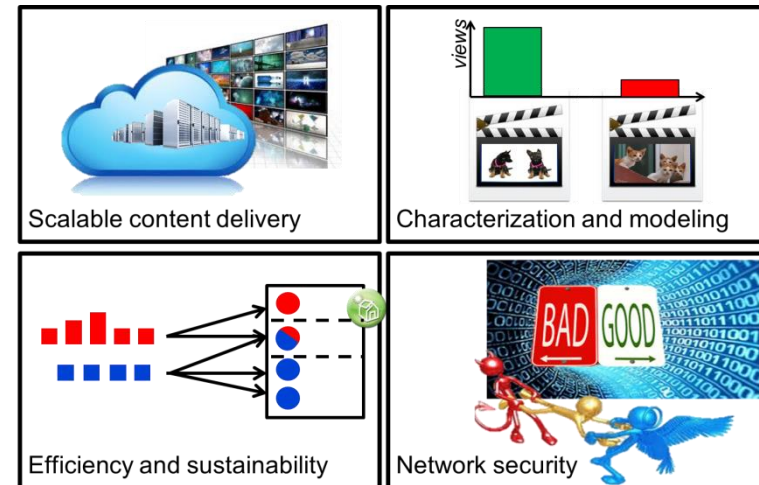 views
Scalable content delivery
Characterization and modeling
BAD
GOOD
Efficiency and sustainability
Network security